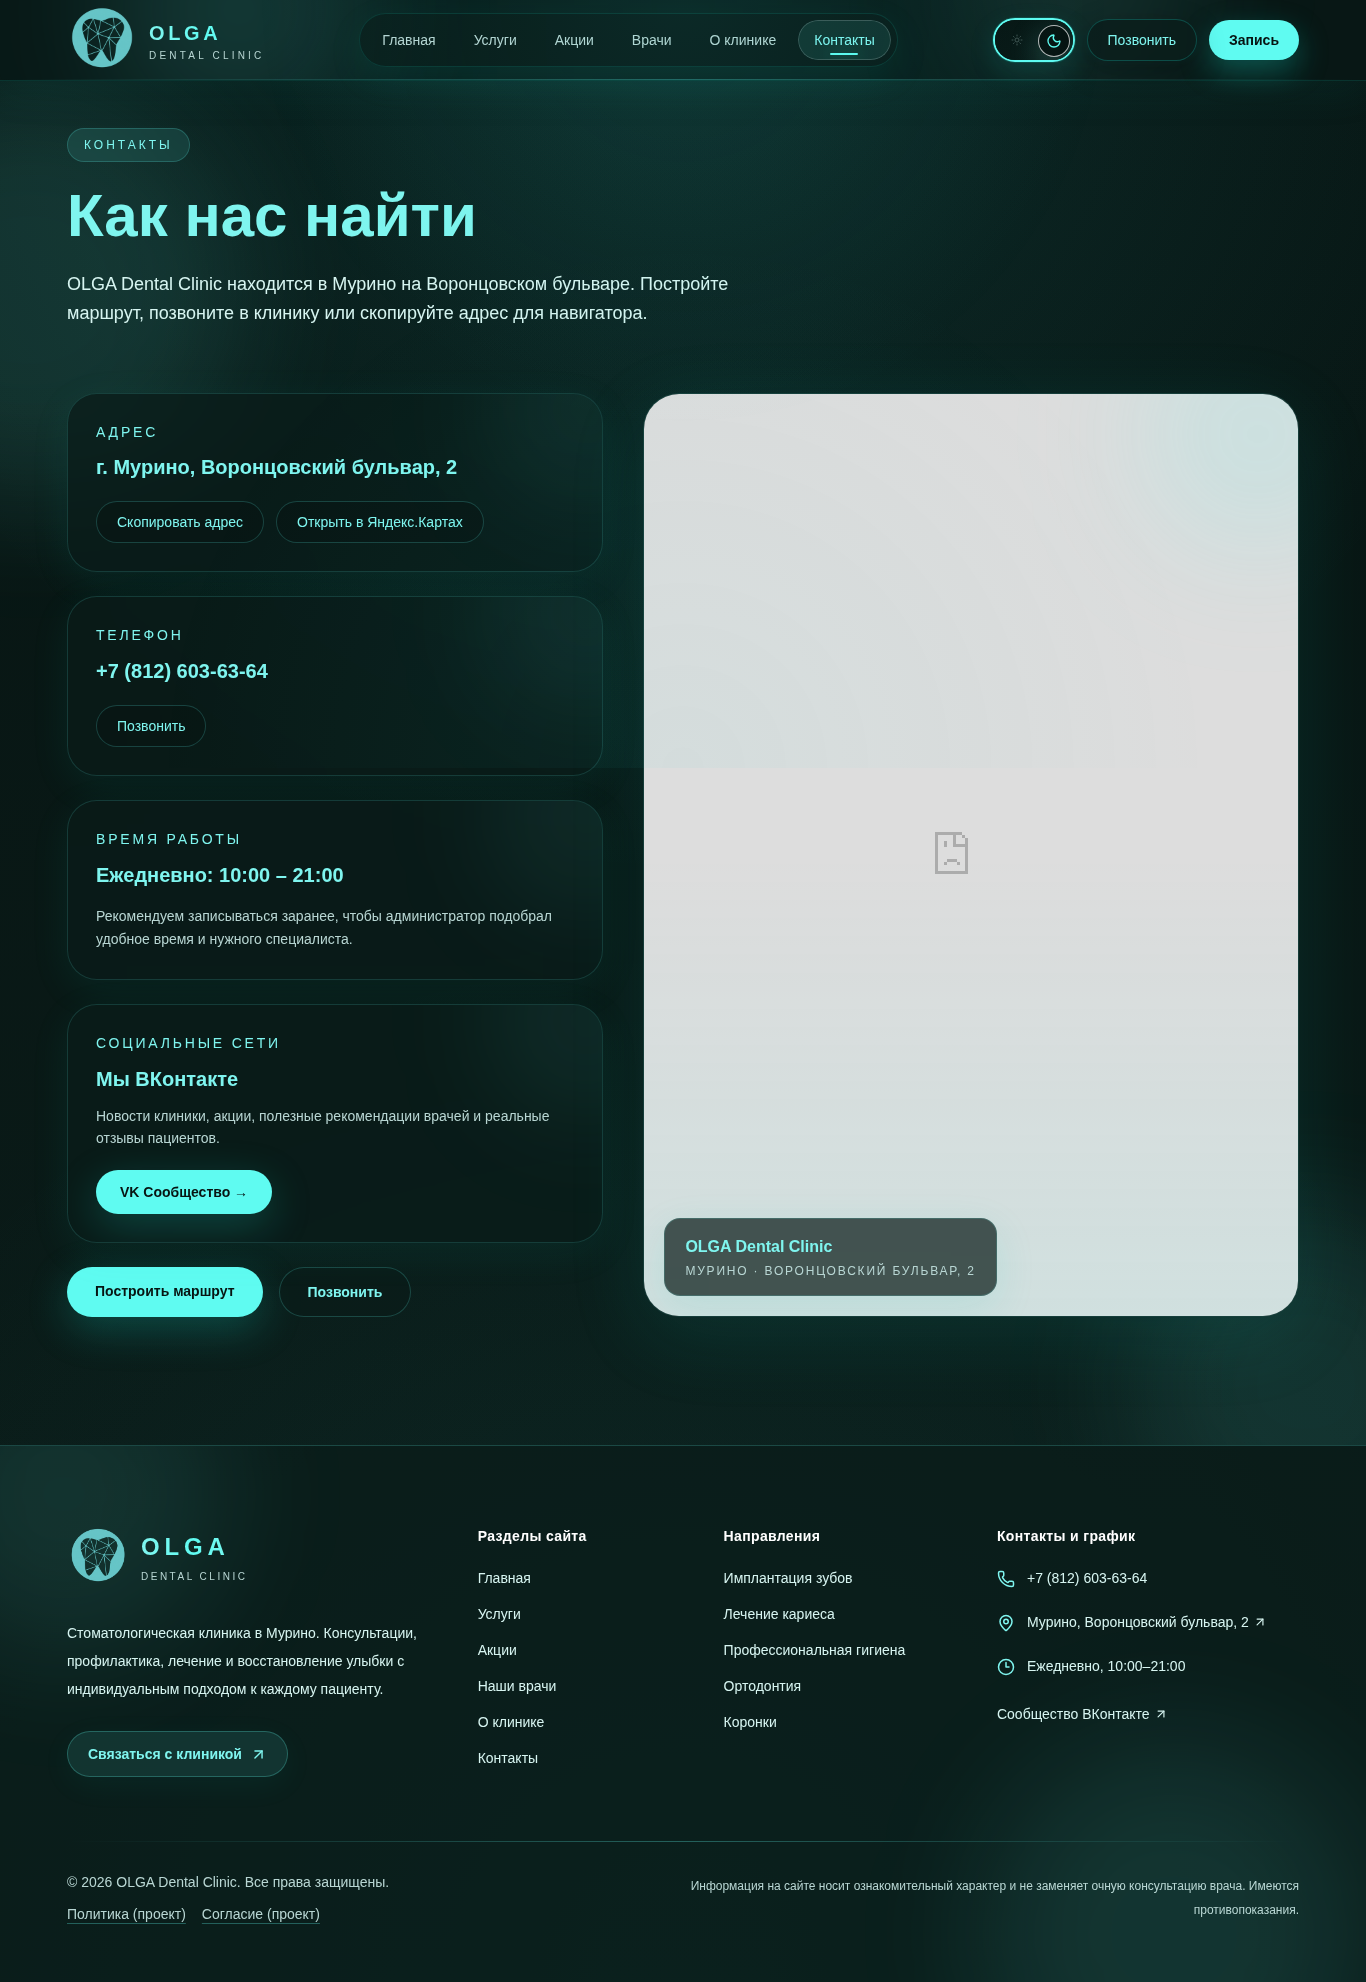 OLGA
DENTAL CLINIC
Главная
Услуги
Акции
Врачи
О клинике
Контакты
Позвонить
Запись
КОНТАКТЫ
Как нас найти
OLGA Dental Clinic находится в Мурино на Воронцовском бульваре. Постройте
маршрут, позвоните в клинику или скопируйте адрес для навигатора.
АДРЕС
г. Мурино, Воронцовский бульвар, 2
Скопировать адрес
Открыть в Яндекс.Картах
ТЕЛЕФОН
+7 (812) 603-63-64
Позвонить
ВРЕМЯ РАБОТЫ
Ежедневно: 10:00 – 21:00
Рекомендуем записываться заранее, чтобы администратор подобрал
удобное время и нужного специалиста.
СОЦИАЛЬНЫЕ СЕТИ
Мы ВКонтакте
Новости клиники, акции, полезные рекомендации врачей и реальные
отзывы пациентов.
VK Сообщество →
Построить маршрут
Позвонить
OLGA Dental Clinic
МУРИНО · ВОРОНЦОВСКИЙ БУЛЬВАР, 2
OLGA
DENTAL CLINIC
Стоматологическая клиника в Мурино. Консультации,
профилактика, лечение и восстановление улыбки с
индивидуальным подходом к каждому пациенту.
Связаться с клиникой
Разделы сайта
Главная
Услуги
Акции
Наши врачи
О клинике
Контакты
Направления
Имплантация зубов
Лечение кариеса
Профессиональная гигиена
Ортодонтия
Коронки
Контакты и график
+7 (812) 603-63-64
Мурино, Воронцовский бульвар, 2
Ежедневно, 10:00–21:00
Сообщество ВКонтакте
© 2026 OLGA Dental Clinic. Все права защищены.
Политика (проект)
Согласие (проект)
Информация на сайте носит ознакомительный характер и не заменяет очную консультацию врача. Имеются
противопоказания.